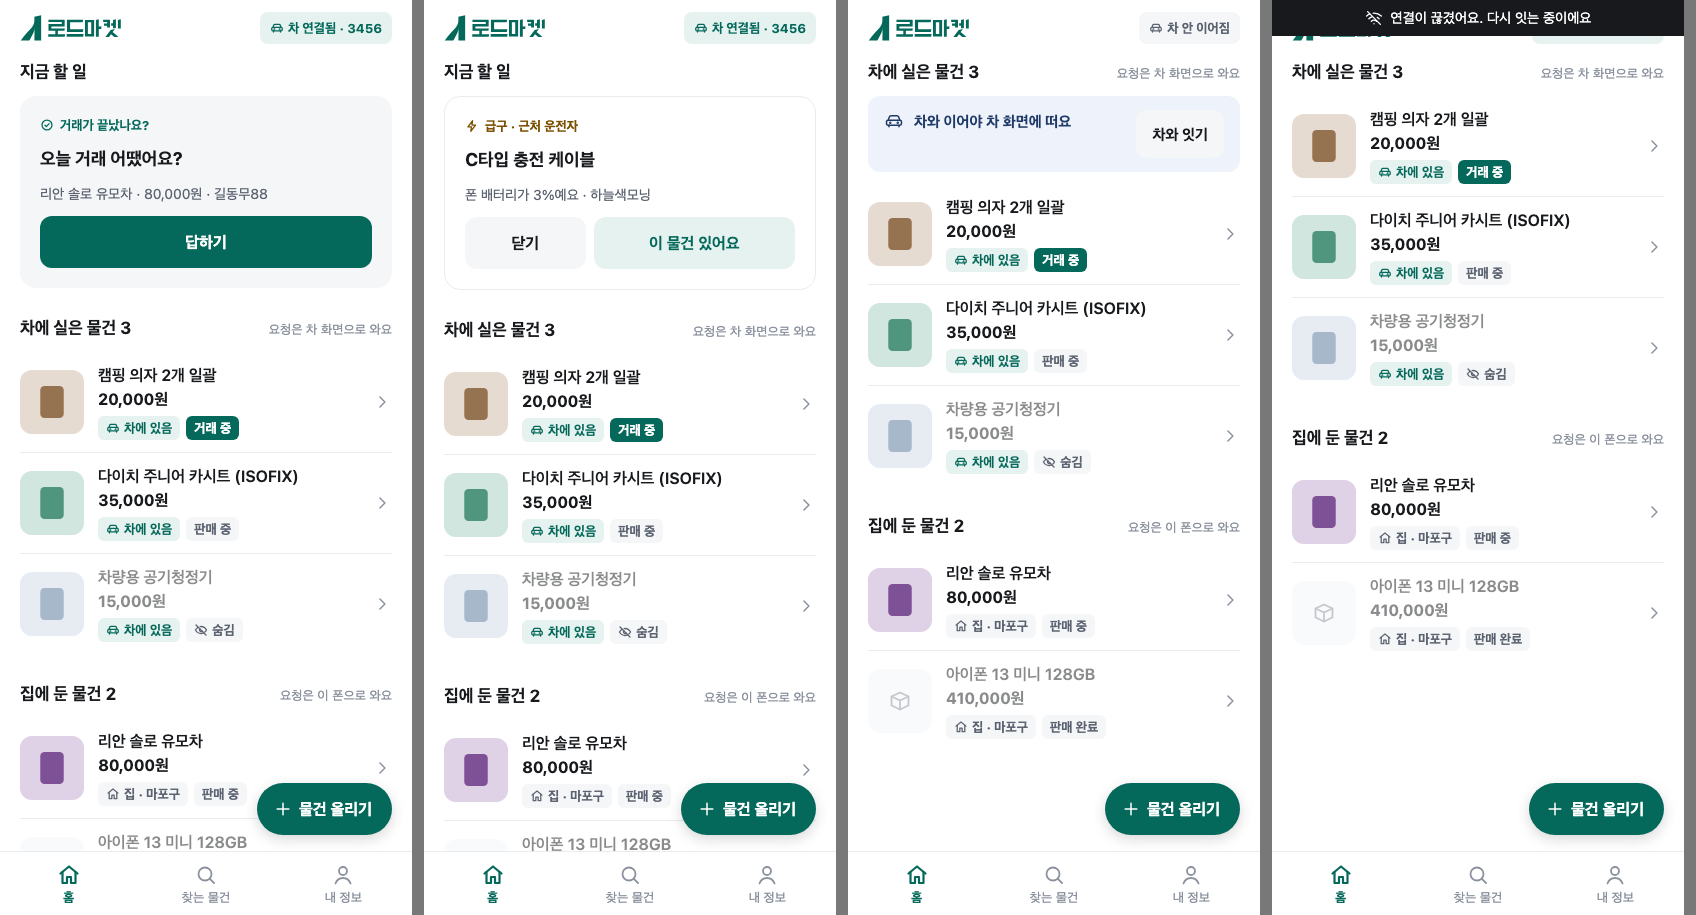 로드마켓
차 연결됨 · 3456
지금 할 일
거래가 끝났나요?
오늘 거래 어땠어요?
리안 솔로 유모차 · 80,000원 · 길동무88
답하기
차에 실은 물건 3
요청은 차 화면으로 와요
캠핑 의자 2개 일괄
20,000원
차에 있음
거래 중
다이치 주니어 카시트 (ISOFIX)
35,000원
차에 있음
판매 중
차량용 공기청정기
15,000원
차에 있음
숨김
집에 둔 물건 2
요청은 이 폰으로 와요
리안 솔로 유모차
80,000원
집 · 마포구
판매 중
아이폰 13 미니 128GB
물건 올리기
홈
찾는 물건
내 정보
로드마켓
차 연결됨 · 3456
지금 할 일
급구 · 근처 운전자
C타입 충전 케이블
폰 배터리가 3%예요 · 하늘색모닝
닫기
이 물건 있어요
차에 실은 물건 3
요청은 차 화면으로 와요
캠핑 의자 2개 일괄
20,000원
차에 있음
거래 중
다이치 주니어 카시트 (ISOFIX)
35,000원
차에 있음
판매 중
차량용 공기청정기
15,000원
차에 있음
숨김
집에 둔 물건 2
요청은 이 폰으로 와요
리안 솔로 유모차
80,000원
집 · 마포구
판매 중
아이폰 13 미니 128GB
물건 올리기
홈
찾는 물건
내 정보
로드마켓
차 안 이어짐
차에 실은 물건 3
요청은 차 화면으로 와요
차와 이어야 차 화면에 떠요
차와 잇기
캠핑 의자 2개 일괄
20,000원
차에 있음
거래 중
다이치 주니어 카시트 (ISOFIX)
35,000원
차에 있음
판매 중
차량용 공기청정기
15,000원
차에 있음
숨김
집에 둔 물건 2
요청은 이 폰으로 와요
리안 솔로 유모차
80,000원
집 · 마포구
판매 중
아이폰 13 미니 128GB
410,000원
집 · 마포구
판매 완료
물건 올리기
홈
찾는 물건
내 정보
연결이 끊겼어요. 다시 잇는 중이에요
차에 실은 물건 3
요청은 차 화면으로 와요
캠핑 의자 2개 일괄
20,000원
차에 있음
거래 중
다이치 주니어 카시트 (ISOFIX)
35,000원
차에 있음
판매 중
차량용 공기청정기
15,000원
차에 있음
숨김
집에 둔 물건 2
요청은 이 폰으로 와요
리안 솔로 유모차
80,000원
집 · 마포구
판매 중
아이폰 13 미니 128GB
410,000원
집 · 마포구
판매 완료
물건 올리기
홈
찾는 물건
내 정보